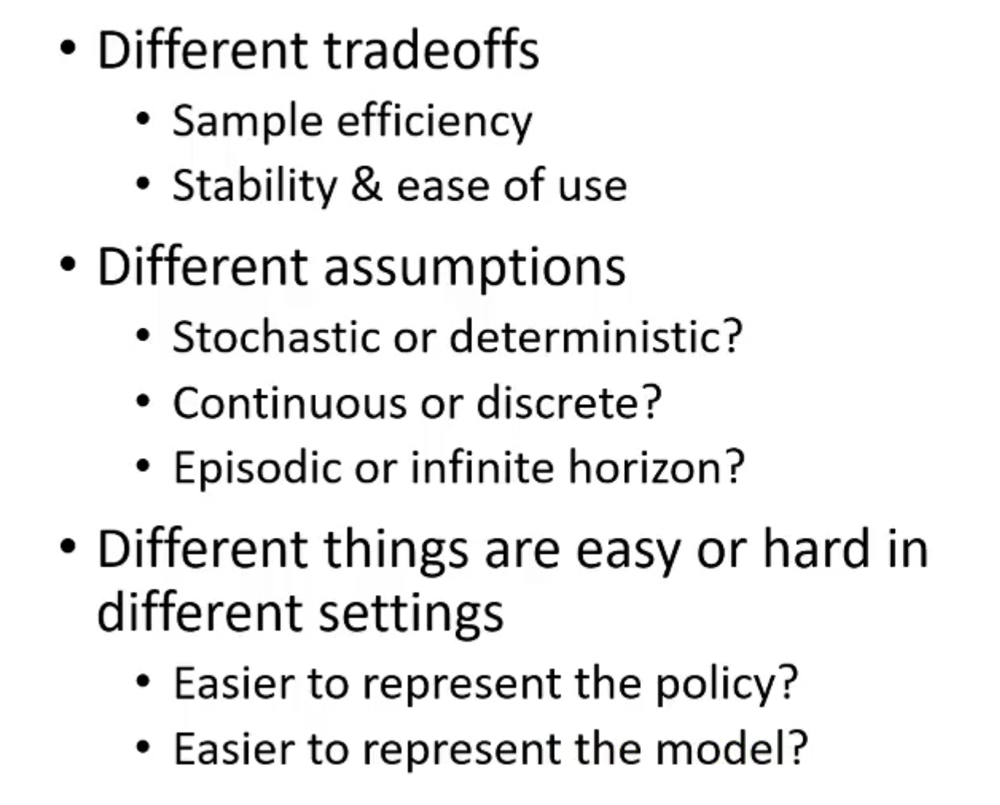 • Different tradeoffs
• Sample efficiency
• Stability & ease of use
• Different assumptions
• Stochastic or deterministic?
• Continuous or discrete?
• Episodic or infinite horizon?
• Different things are easy or hard in
different settings
• Easier to represent the policy?
• Easier to represent the model?